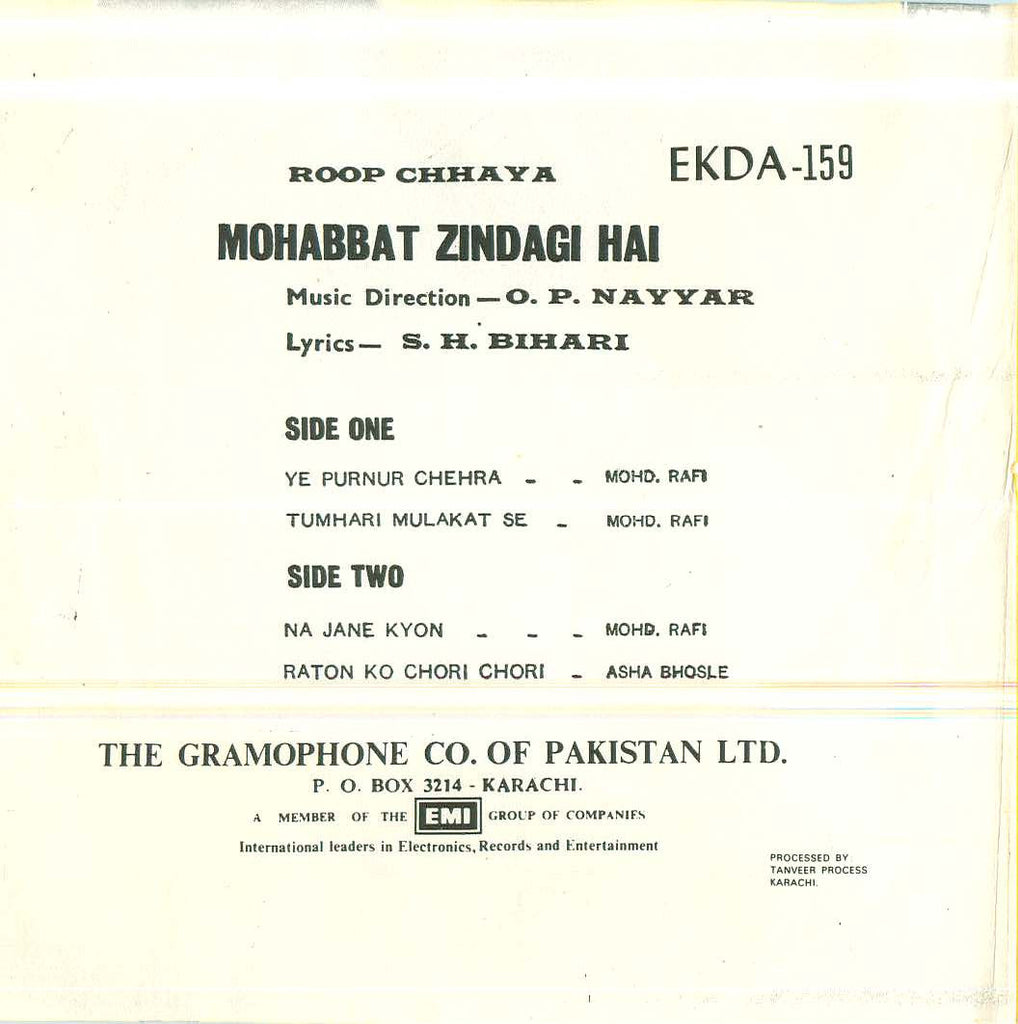 ROOP CHHAYA EKDA-159
MOHABBAT ZINDAGI HAI
Music Direction — O. P. NAYYAR
Lyrics — S. H. BIHARI
SIDE ONE
YE PURNUR CHEHRA - - MOHD. RAFI
TUMHARI MULAKAT SE - MOHD. RAFI
SIDE TWO
NA JANE KYON - - - MOHD. RAFI
RATON KO CHORI CHORI - ASHA BHOSLE
THE GRAMOPHONE CO. OF PAKISTAN LTD.
P. O. BOX 3214 - KARACHI.
A MEMBER OF THE EMI GROUP OF COMPANIES
International leaders in Electronics, Records and Entertainment
PROCESSED BY
TANVEER PROCESS
KARACHI.